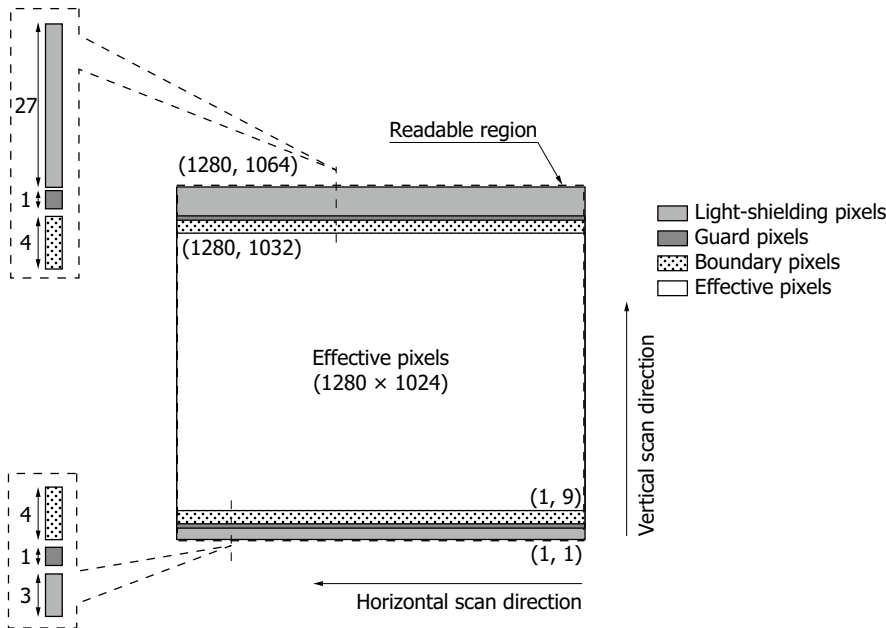 27
1
4
Readable region
(1280, 1064)
(1280, 1032)
Light-shielding pixels
Guard pixels
Boundary pixels
Effective pixels
Effective pixels
(1280 × 1024)
Vertical scan direction
4
1
3
(1, 9)
(1, 1)
Horizontal scan direction